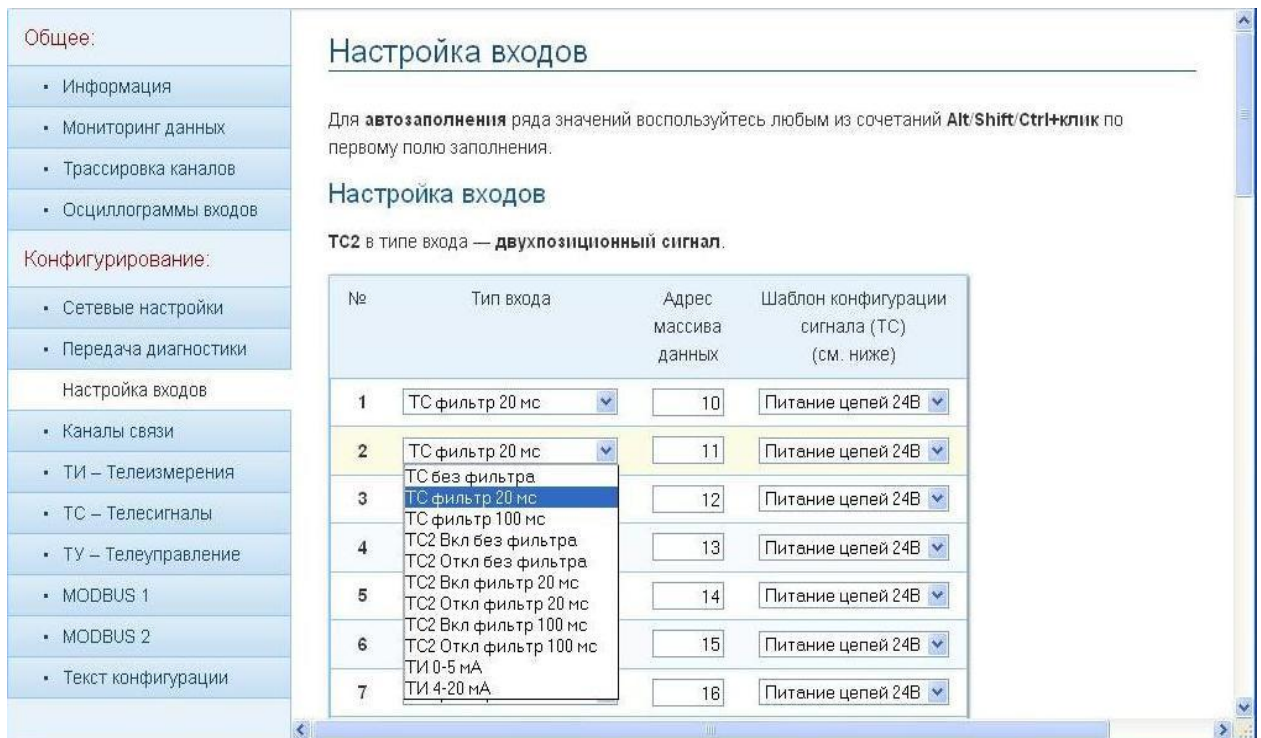 Общее:
Информация
Мониторинг данных
Трассировка каналов
Осциллограммы входов
Конфигурирование:
Сетевые настройки
Передача диагностики
Настройка входов
Каналы связи
ТИ – Телеизмерения
ТС – Телесигналы
ТУ – Телеуправление
MODBUS 1
MODBUS 2
Текст конфигурации
Настройка входов
Для автозаполнения ряда значений воспользуйтесь любым из сочетаний Alt/Shift/Ctrl+клик по
первому полю заполнения.
Настройка входов
ТС2 в типе входа — двухпозиционный сигнал.
№ Тип входа Адрес массива данных Шаблон конфигурации сигнала (ТС) (см. ниже)
1 ТС фильтр 20 мс 10 Питание цепей 24В
2 ТС фильтр 20 мс 11 Питание цепей 24В
ТС без фильтра
ТС фильтр 20 мс
ТС фильтр 100 мс
ТС2 Вкл без фильтра
ТС2 Откл без фильтра
ТС2 Вкл фильтр 20 мс
ТС2 Откл фильтр 20 мс
ТС2 Вкл фильтр 100 мс
ТС2 Откл фильтр 100 мс
ТИ 0-5 мА
ТИ 4-20 мА
3 12 Питание цепей 24В
4 13 Питание цепей 24В
5 14 Питание цепей 24В
6 15 Питание цепей 24В
7 16 Питание цепей 24В